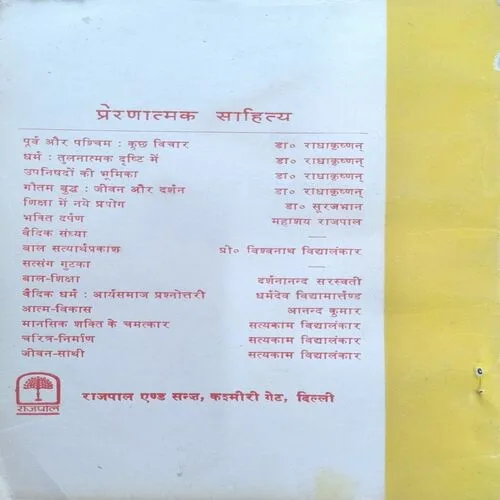 प्रेरणात्मक साहित्य
पूर्व और पश्चिम : कुछ विचार डा० राधाकृष्णन्
धर्म : तुलनात्मक दृष्टि में डा० राधाकृष्णन्
उपनिषदों की भूमिका डा० राधाकृष्णन्
गौतम बुद्ध : जीवन और दर्शन डा० राधाकृष्णन्
शिक्षा में नये प्रयोग डा० सूरजभान
भक्ति दर्पण महाशय राजपाल
वैदिक संध्या —
बाल सत्यार्थप्रकाश प्रो० विश्वनाथ विद्यालंकार
सत्संग गुटका —
बाल-शिक्षा दर्शनानन्द सरस्वती
वैदिक धर्म : आर्यसमाज प्रश्नोत्तरी धर्मदेव विद्यामार्त्तण्ड
आत्म-विकास आनन्द कुमार
मानसिक शक्ति के चमत्कार सत्यकाम विद्यालंकार
चरित्र-निर्माण सत्यकाम विद्यालंकार
जीवन-साथी सत्यकाम विद्यालंकार
राजपाल
राजपाल एण्ड सन्ज़, कश्मीरी गेट, दिल्ली